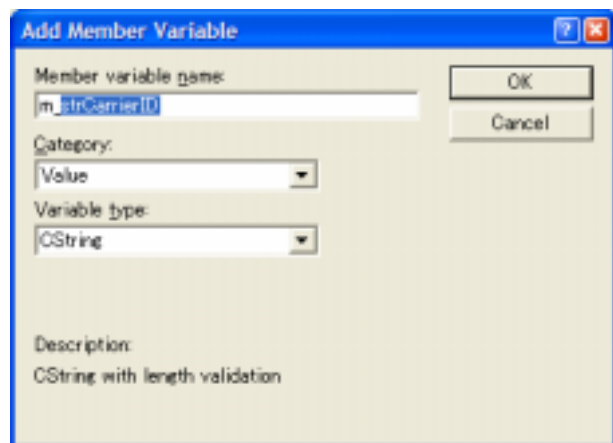 Add Member Variable
Member variable name:
m_strCarrierID
OK
Cancel
Category:
Value
Variable type:
CString
Description:
CString with length validation